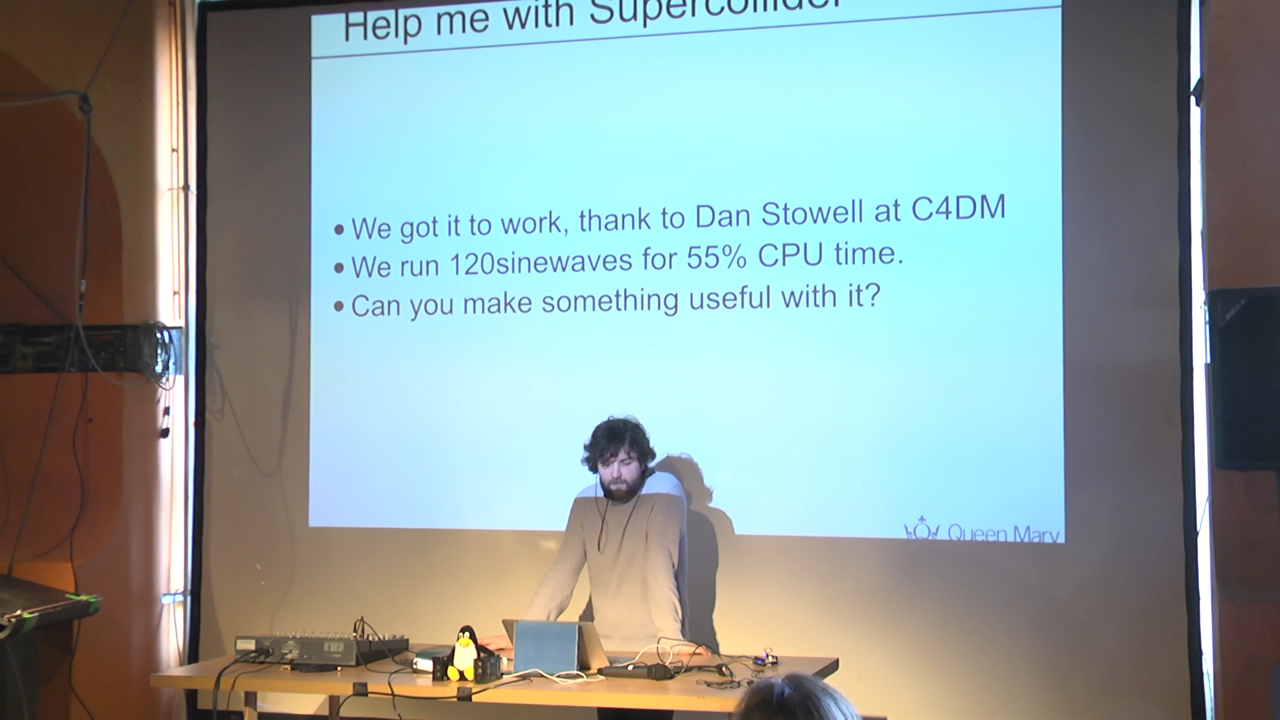 Help me with Supercollider
• We got it to work, thank to Dan Stowell at C4DM
• We run 120sinewaves for 55% CPU time.
• Can you make something useful with it?
Queen Mary